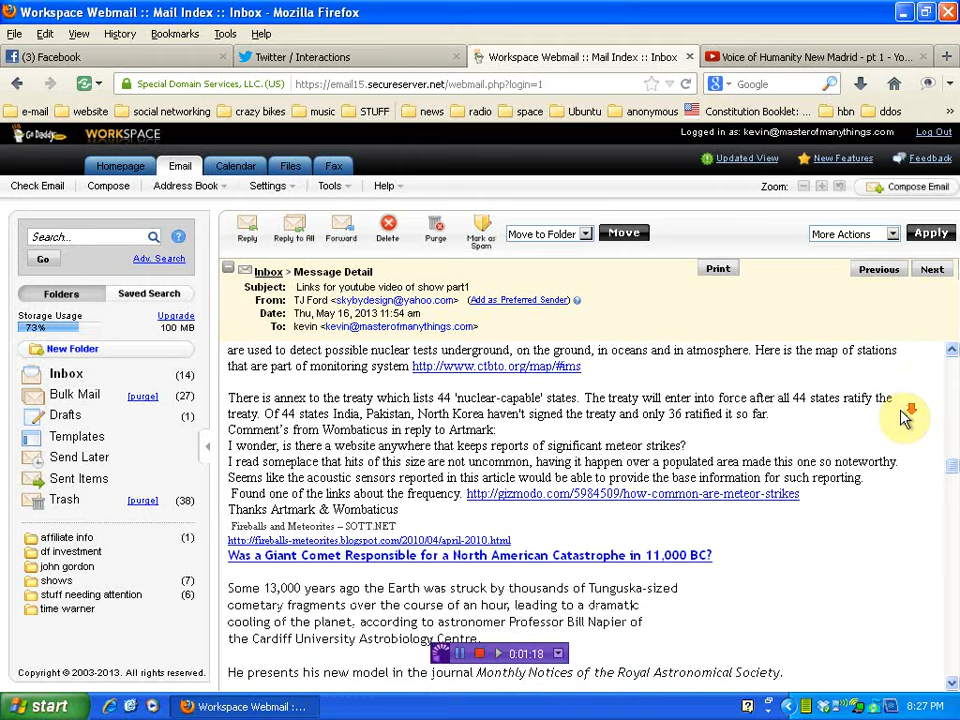 Workspace Webmail :: Mail Index :: Inbox - Mozilla Firefox
File Edit View History Bookmarks Tools Help
(3) Facebook
Twitter / Interactions
Workspace Webmail :: Mail Index :: Inbox
Voice of Humanity New Madrid - pt 1 - Yo...
Special Domain Services, LLC. (US) https://email15.secureserver.net/webmail.php?login=1
Google
e-mail website social networking crazy bikes music STUFF news radio space Ubuntu anonymous Constitution Booklet:... hbo ddos
Go Daddy WORKSPACE
Logged in as: kevin@masterofmanythings.com Log Out
Homepage Email Calendar Files Fax
Updated View New Features Feedback
Check Email Compose Address Book Settings Tools Help
Zoom: Compose Email
Search...
Go Adv. Search
Folders Saved Search
Storage Usage Upgrade
73% 100 MB
New Folder
Inbox (14)
Bulk Mail [purge] (27)
Drafts (1)
Templates
Send Later
Sent Items
Trash [purge] (38)
affiliate info (1)
df investment
john gordon
shows (7)
stuff needing attention (6)
time warner
Copyright © 2003-2013. All rights reserved.
Reply Reply to All Forward Delete Purge Mark as Spam
Move to Folder Move
More Actions Apply
Inbox > Message Detail
Print Previous Next
Subject: Links for youtube video of show part1
From: TJ Ford <skybydesign@yahoo.com> (Add as Preferred Sender)
Date: Thu, May 16, 2013 11:54 am
To: kevin <kevin@masterofmanythings.com>
are used to detect possible nuclear tests underground, on the ground, in oceans and in atmosphere. Here is the map of stations
that are part of monitoring system http://www.ctbto.org/map/#ims
There is annex to the treaty which lists 44 'nuclear-capable' states. The treaty will enter into force after all 44 states ratify the
treaty. Of 44 states India, Pakistan, North Korea haven't signed the treaty and only 36 ratified it so far.
Comment's from Wombaticus in reply to Artmark:
I wonder, is there a website anywhere that keeps reports of significant meteor strikes?
I read someplace that hits of this size are not uncommon, having it happen over a populated area made this one so noteworthy.
Seems like the acoustic sensors reported in this article would be able to provide the base information for such reporting.
Found one of the links about the frequency. http://gizmodo.com/5984509/how-common-are-meteor-strikes
Thanks Artmark & Wombaticus
Fireballs and Meteorites – SOTT.NET
http://fireballs-meteorites.blogspot.com/2010/04/april-2010.html
Was a Giant Comet Responsible for a North American Catastrophe in 11,000 BC?
Some 13,000 years ago the Earth was struck by thousands of Tunguska-sized
cometary fragments over the course of an hour, leading to a dramatic
cooling of the planet, according to astronomer Professor Bill Napier of
the Cardiff University Astrobiology Centre.
He presents his new model in the journal Monthly Notices of the Royal Astronomical Society.
0:01:18
start
Workspace Webmail :...
8:27 PM